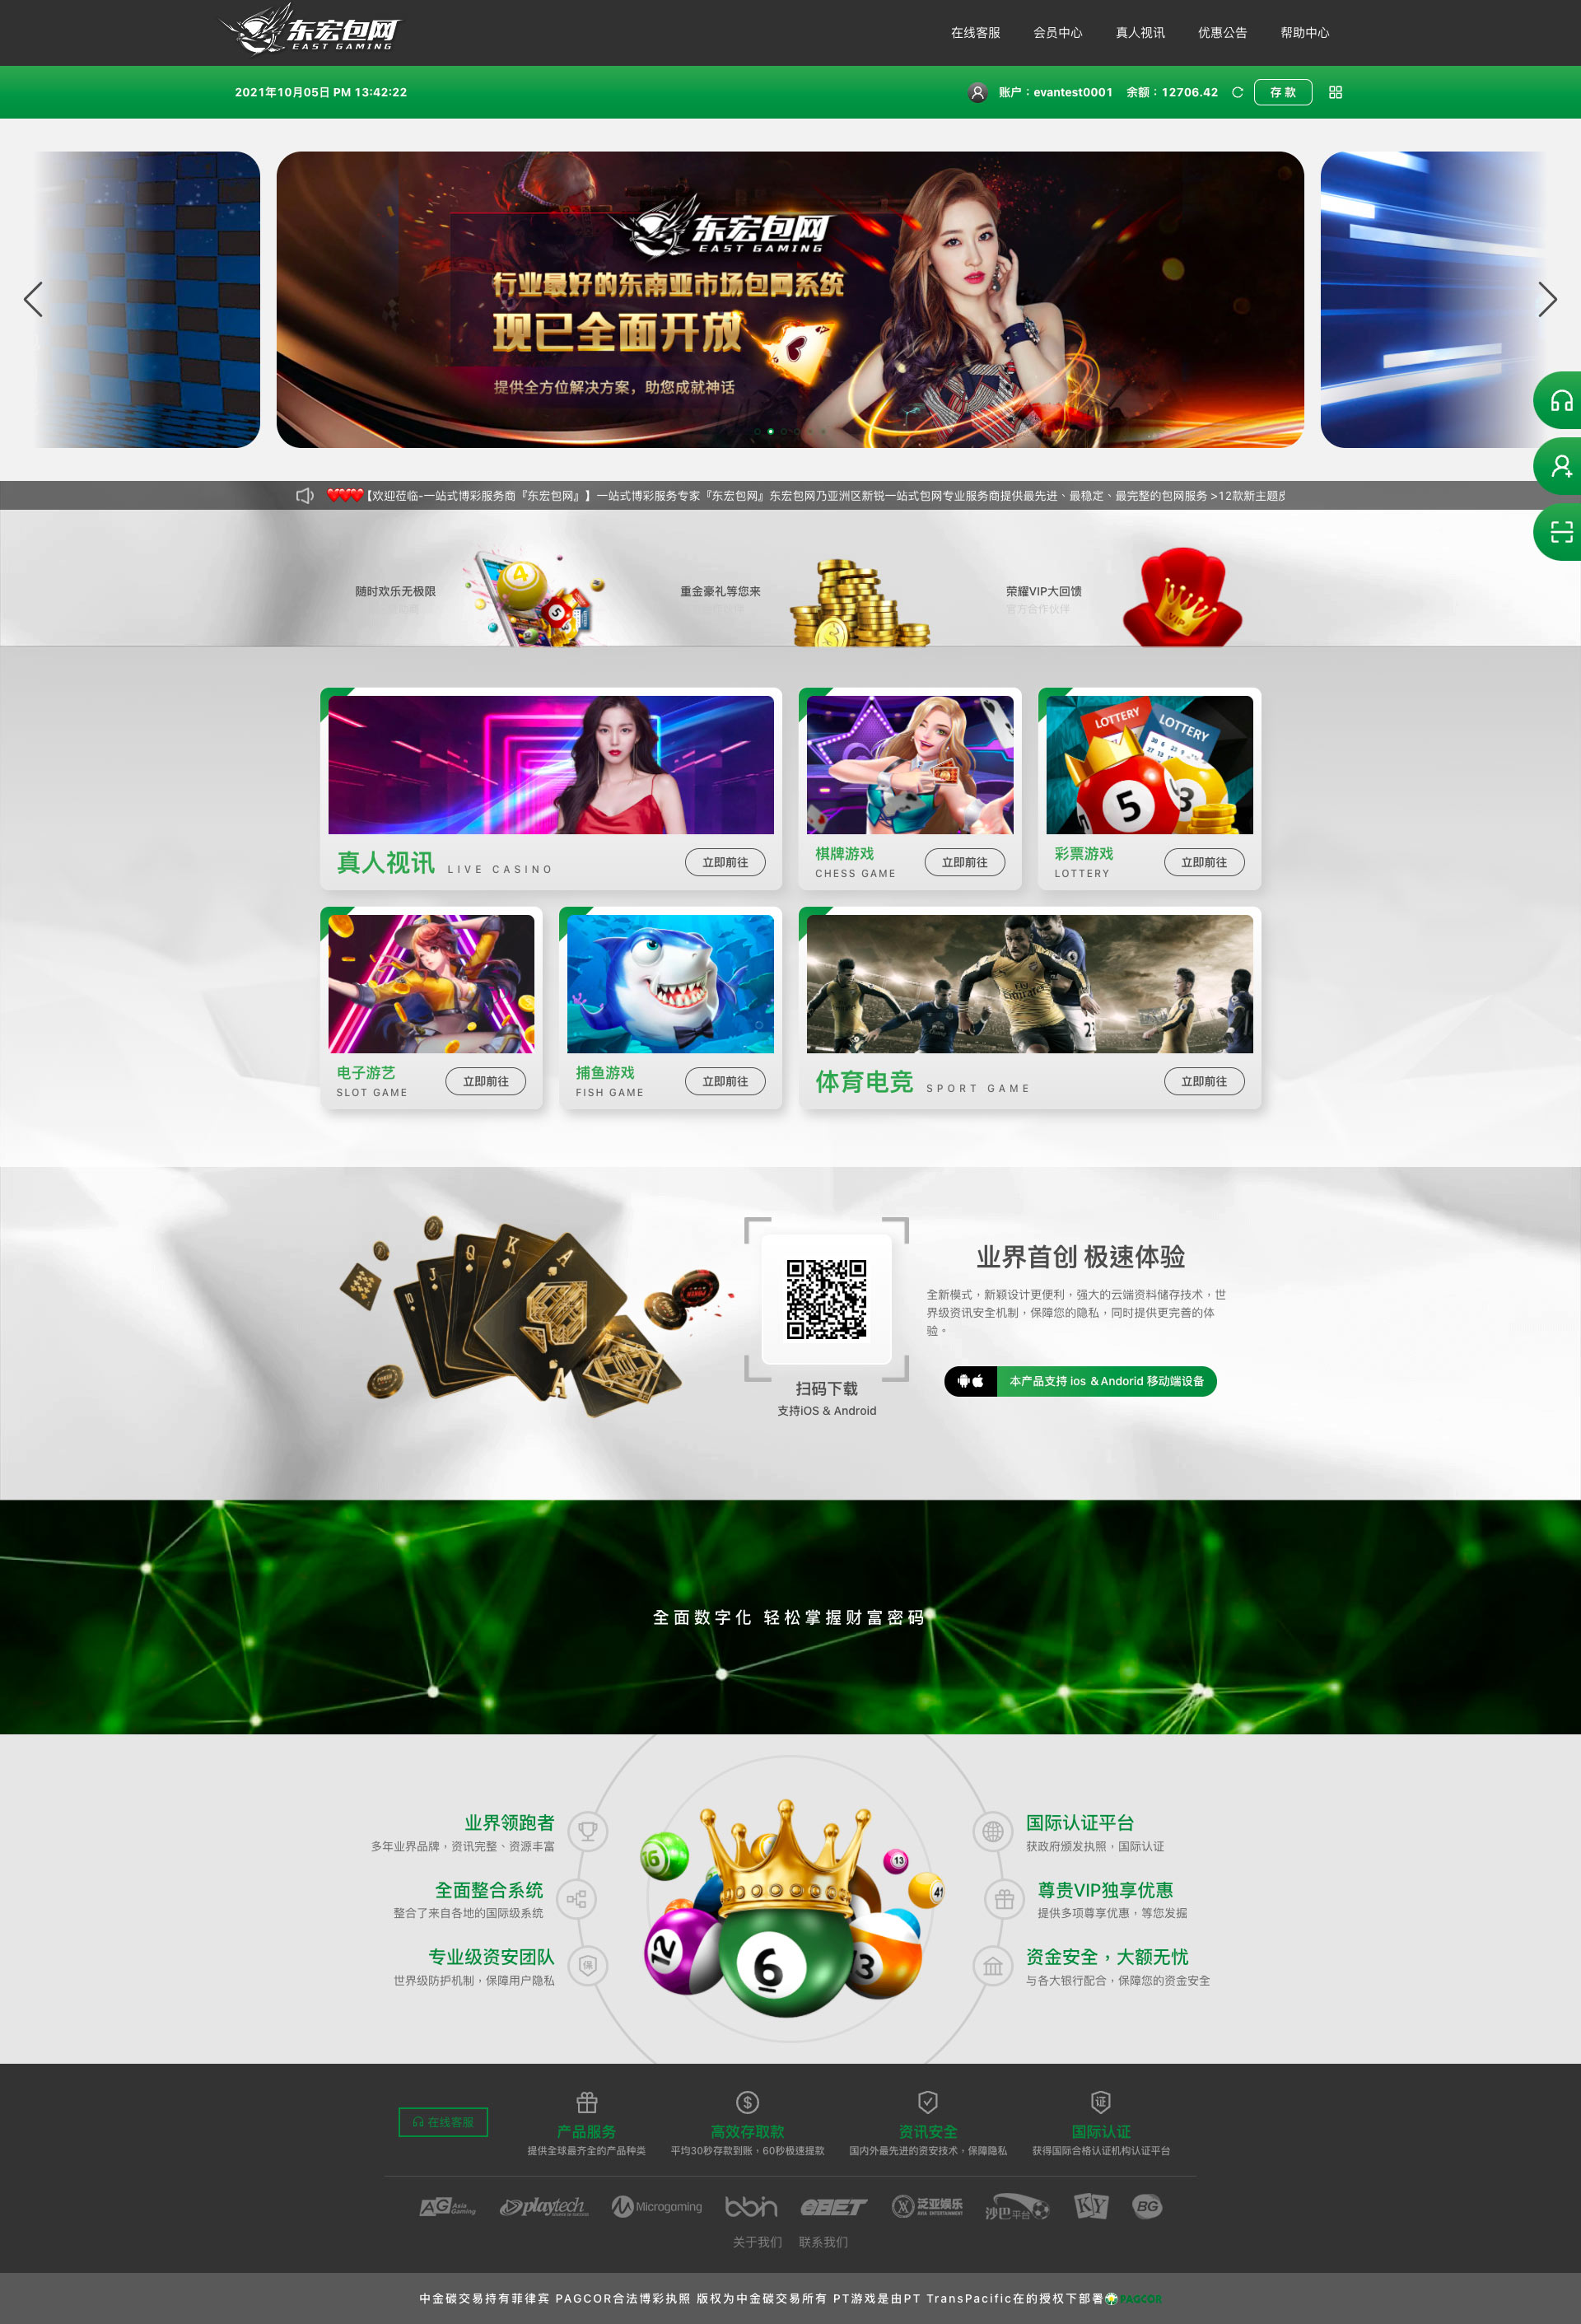 东宏包网
EAST GAMING
在线客服 会员中心 真人视讯 优惠公告 帮助中心
2021年10月05日 PM 13:42:22
账户：evantest0001 余额：12706.42 存 款
东宏包网
EAST GAMING
行业最好的东南亚市场包网系统
现已全面开放
提供全方位解决方案，助您成就神话
【欢迎莅临-一站式博彩服务商『东宏包网』】一站式博彩服务专家『东宏包网』东宏包网乃亚洲区新锐一站式包网专业服务商提供最先进、最稳定、最完整的包网服务 >12款新主题皮
随时欢乐无极限
重金豪礼等您来
荣耀VIP大回馈
官方合作伙伴
VIP
LOTTERY
LOTTERY
真人视讯 LIVE CASINO
立即前往
棋牌游戏
CHESS GAME
立即前往
彩票游戏
LOTTERY
立即前往
电子游艺
SLOT GAME
立即前往
捕鱼游戏
FISH GAME
立即前往
体育电竞 SPORT GAME
立即前往
扫码下载
支持iOS & Android
业界首创 极速体验
全新模式，新颖设计更便利，强大的云端资料储存技术，世
界级资讯安全机制，保障您的隐私，同时提供更完善的体
验。
本产品支持 ios &Andorid 移动端设备
全面数字化 轻松掌握财富密码
业界领跑者
多年业界品牌，资讯完整、资源丰富
全面整合系统
整合了来自各地的国际级系统
专业级资安团队
世界级防护机制，保障用户隐私
保
16
12
6
13
41
国际认证平台
获政府颁发执照，国际认证
尊贵VIP独享优惠
提供多项尊享优惠，等您发掘
资金安全，大额无忧
与各大银行配合，保障您的资金安全
在线客服
产品服务
提供全球最齐全的产品种类
高效存取款
平均30秒存款到账，60秒极速提款
资讯安全
国内外最先进的资安技术，保障隐私
证
国际认证
获得国际合格认证机构认证平台
AG Asia Gaming playtech Microgaming bbin eBET 泛亚娱乐 ASIA ENTERTAINMENT 沙巴平台 KY BG
关于我们 联系我们
中金碳交易持有菲律宾 PAGCOR合法博彩执照 版权为中金碳交易所有 PT游戏是由PT TransPacific在的授权下部署 PAGCOR